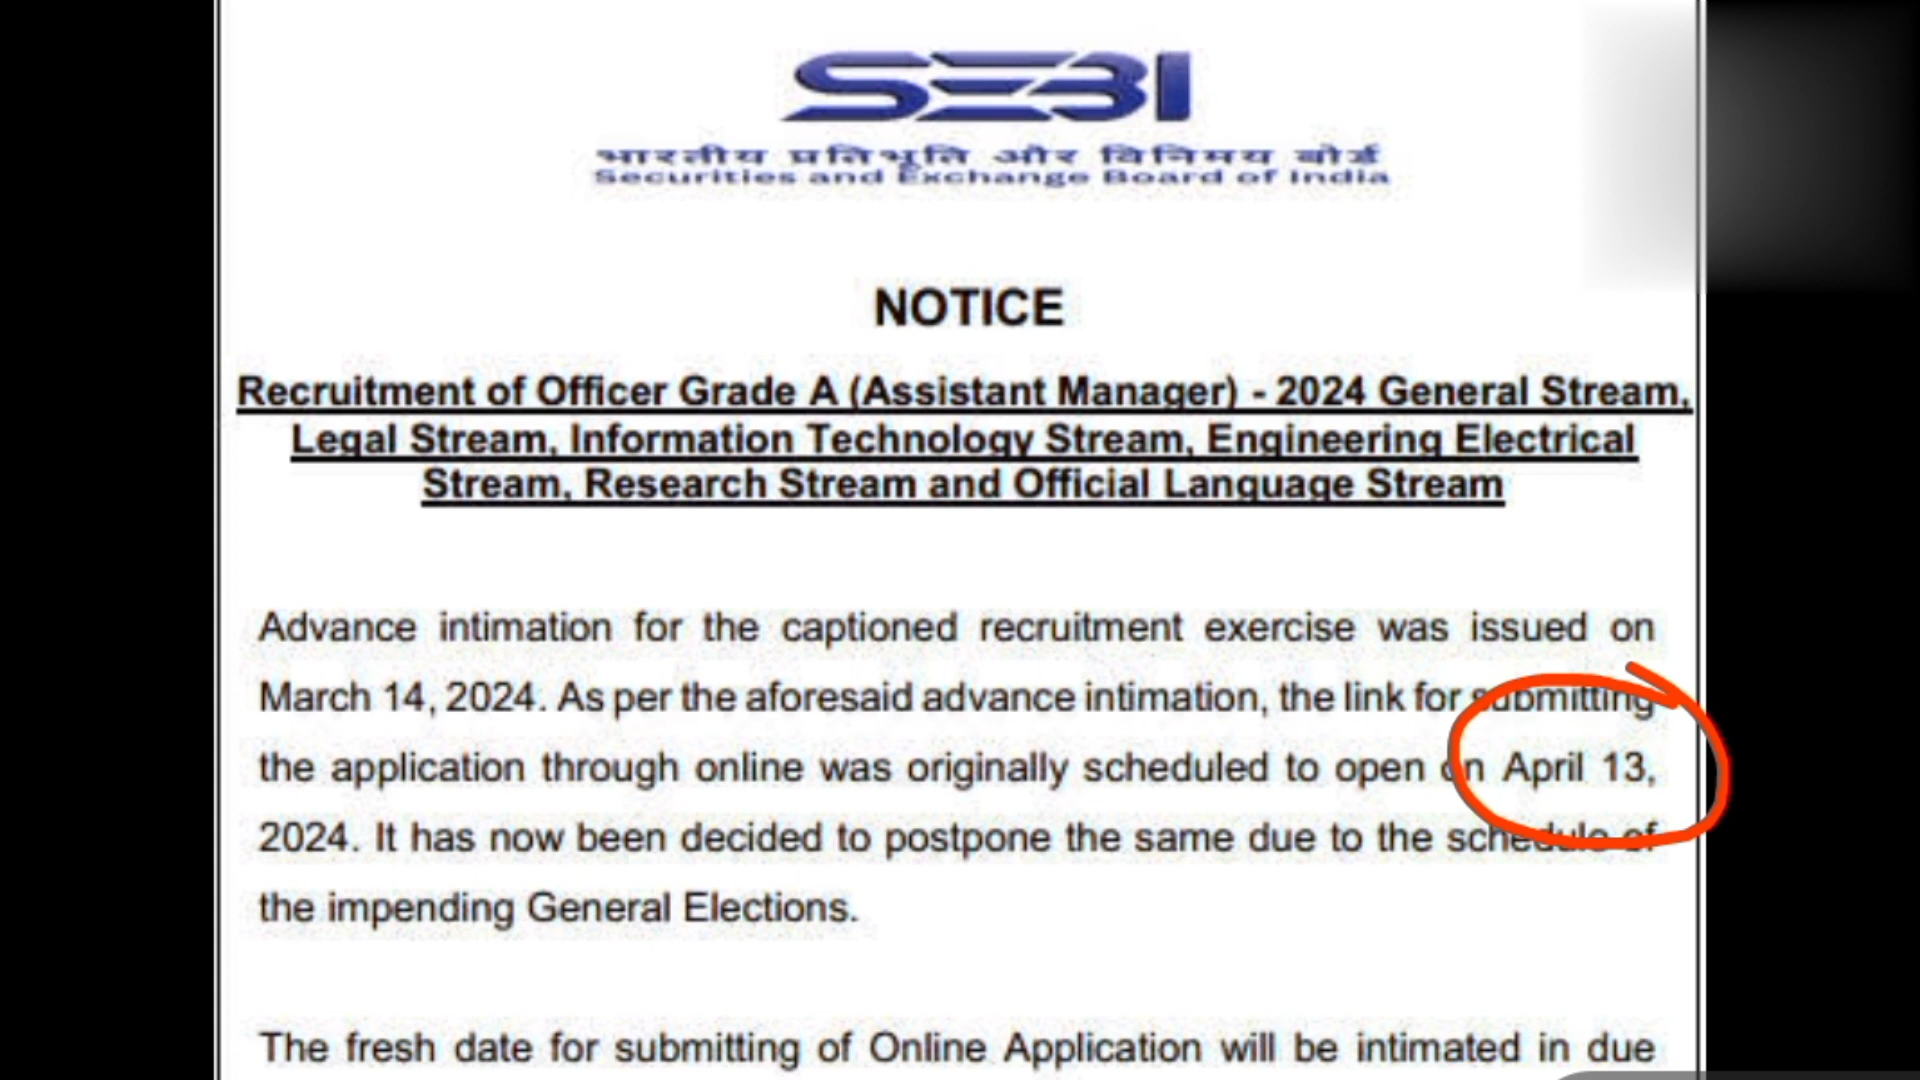 SEBI
भारतीय प्रतिभूति और विनिमय बोर्ड
Securities and Exchange Board of India
NOTICE
Recruitment of Officer Grade A (Assistant Manager) - 2024 General Stream,
Legal Stream, Information Technology Stream, Engineering Electrical
Stream, Research Stream and Official Language Stream
Advance intimation for the captioned recruitment exercise was issued on
March 14, 2024. As per the aforesaid advance intimation, the link for submitting
the application through online was originally scheduled to open on April 13,
2024. It has now been decided to postpone the same due to the schedule of
the impending General Elections.
The fresh date for submitting of Online Application will be intimated in due